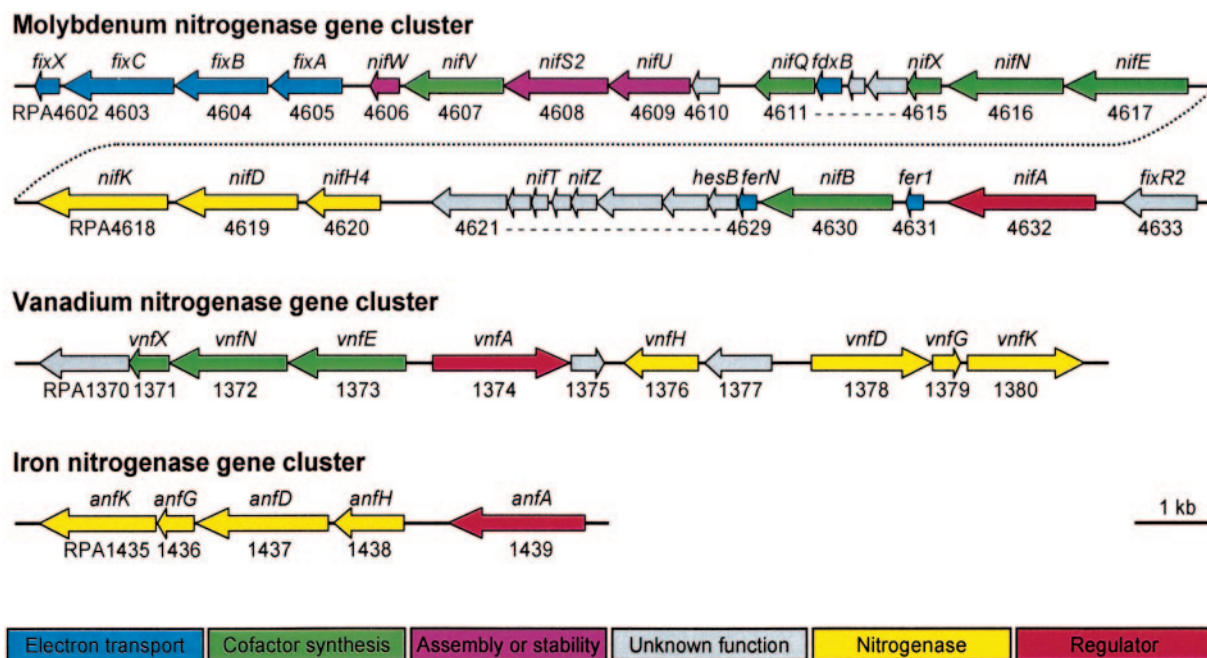 Molybdenum nitrogenase gene cluster
fixX fixC fixB fixA nifW nifV nifS2 nifU nifQ fdxB nifX nifN nifE
RPA4602 4603 4604 4605 4606 4607 4608 4609 4610 4611 4615 4616 4617
nifK nifD nifH4 nifT nifZ hesB ferN nifB fer1 nifA fixR2
RPA4618 4619 4620 4621 4629 4630 4631 4632 4633
Vanadium nitrogenase gene cluster
vnfX vnfN vnfE vnfA vnfH vnfD vnfG vnfK
RPA1370 1371 1372 1373 1374 1375 1376 1377 1378 1379 1380
Iron nitrogenase gene cluster
anfK anfG anfD anfH anfA 1 kb
RPA1435 1436 1437 1438 1439
Electron transport Cofactor synthesis Assembly or stability Unknown function Nitrogenase Regulator